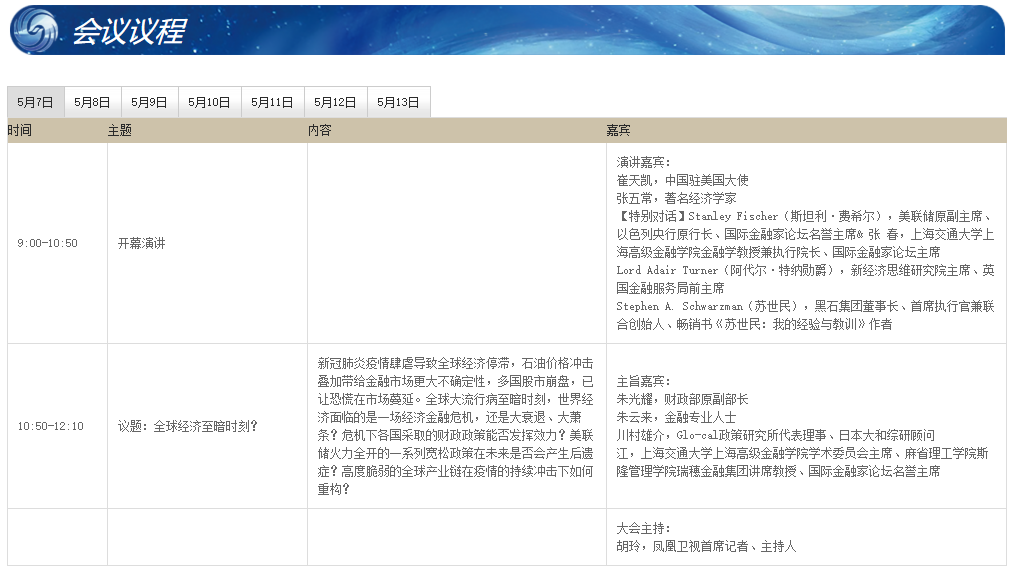 会议议程
5月7日 5月8日 5月9日 5月10日 5月11日 5月12日 5月13日
时间 主题 内容 嘉宾
9:00-10:50
开幕演讲
演讲嘉宾：
崔天凯，中国驻美国大使
张五常，著名经济学家
【特别对话】Stanley Fischer（斯坦利·费希尔），美联储原副主席、
以色列央行原行长、国际金融家论坛名誉主席& 张 春，上海交通大学上
海高级金融学院金融学教授兼执行院长、国际金融家论坛主席
Lord Adair Turner（阿代尔·特纳勋爵），新经济思维研究院主席、英
国金融服务局前主席
Stephen A. Schwarzman（苏世民），黑石集团董事长、首席执行官兼联
合创始人、畅销书《苏世民：我的经验与教训》作者
10:50-12:10
议题：全球经济至暗时刻？
新冠肺炎疫情肆虐导致全球经济停滞，石油价格冲击
叠加带给金融市场更大不确定性，多国股市崩盘，已
让恐慌在市场蔓延。全球大流行病至暗时刻，世界经
济面临的是一场经济金融危机，还是大衰退、大萧
条？危机下各国采取的财政政策能否发挥效力？美联
储火力全开的一系列宽松政策在未来是否会产生后遗
症？高度脆弱的全球产业链在疫情的持续冲击下如何
重构？
主旨嘉宾：
朱光耀，财政部原副部长
朱云来，金融专业人士
川村雄介，Glo-cal政策研究所代表理事、日本大和综研顾问
江，上海交通大学上海高级金融学院学术委员会主席、麻省理工学院斯
隆管理学院瑞穗金融集团讲席教授、国际金融家论坛名誉主席
大会主持：
胡玲，凤凰卫视首席记者、主持人